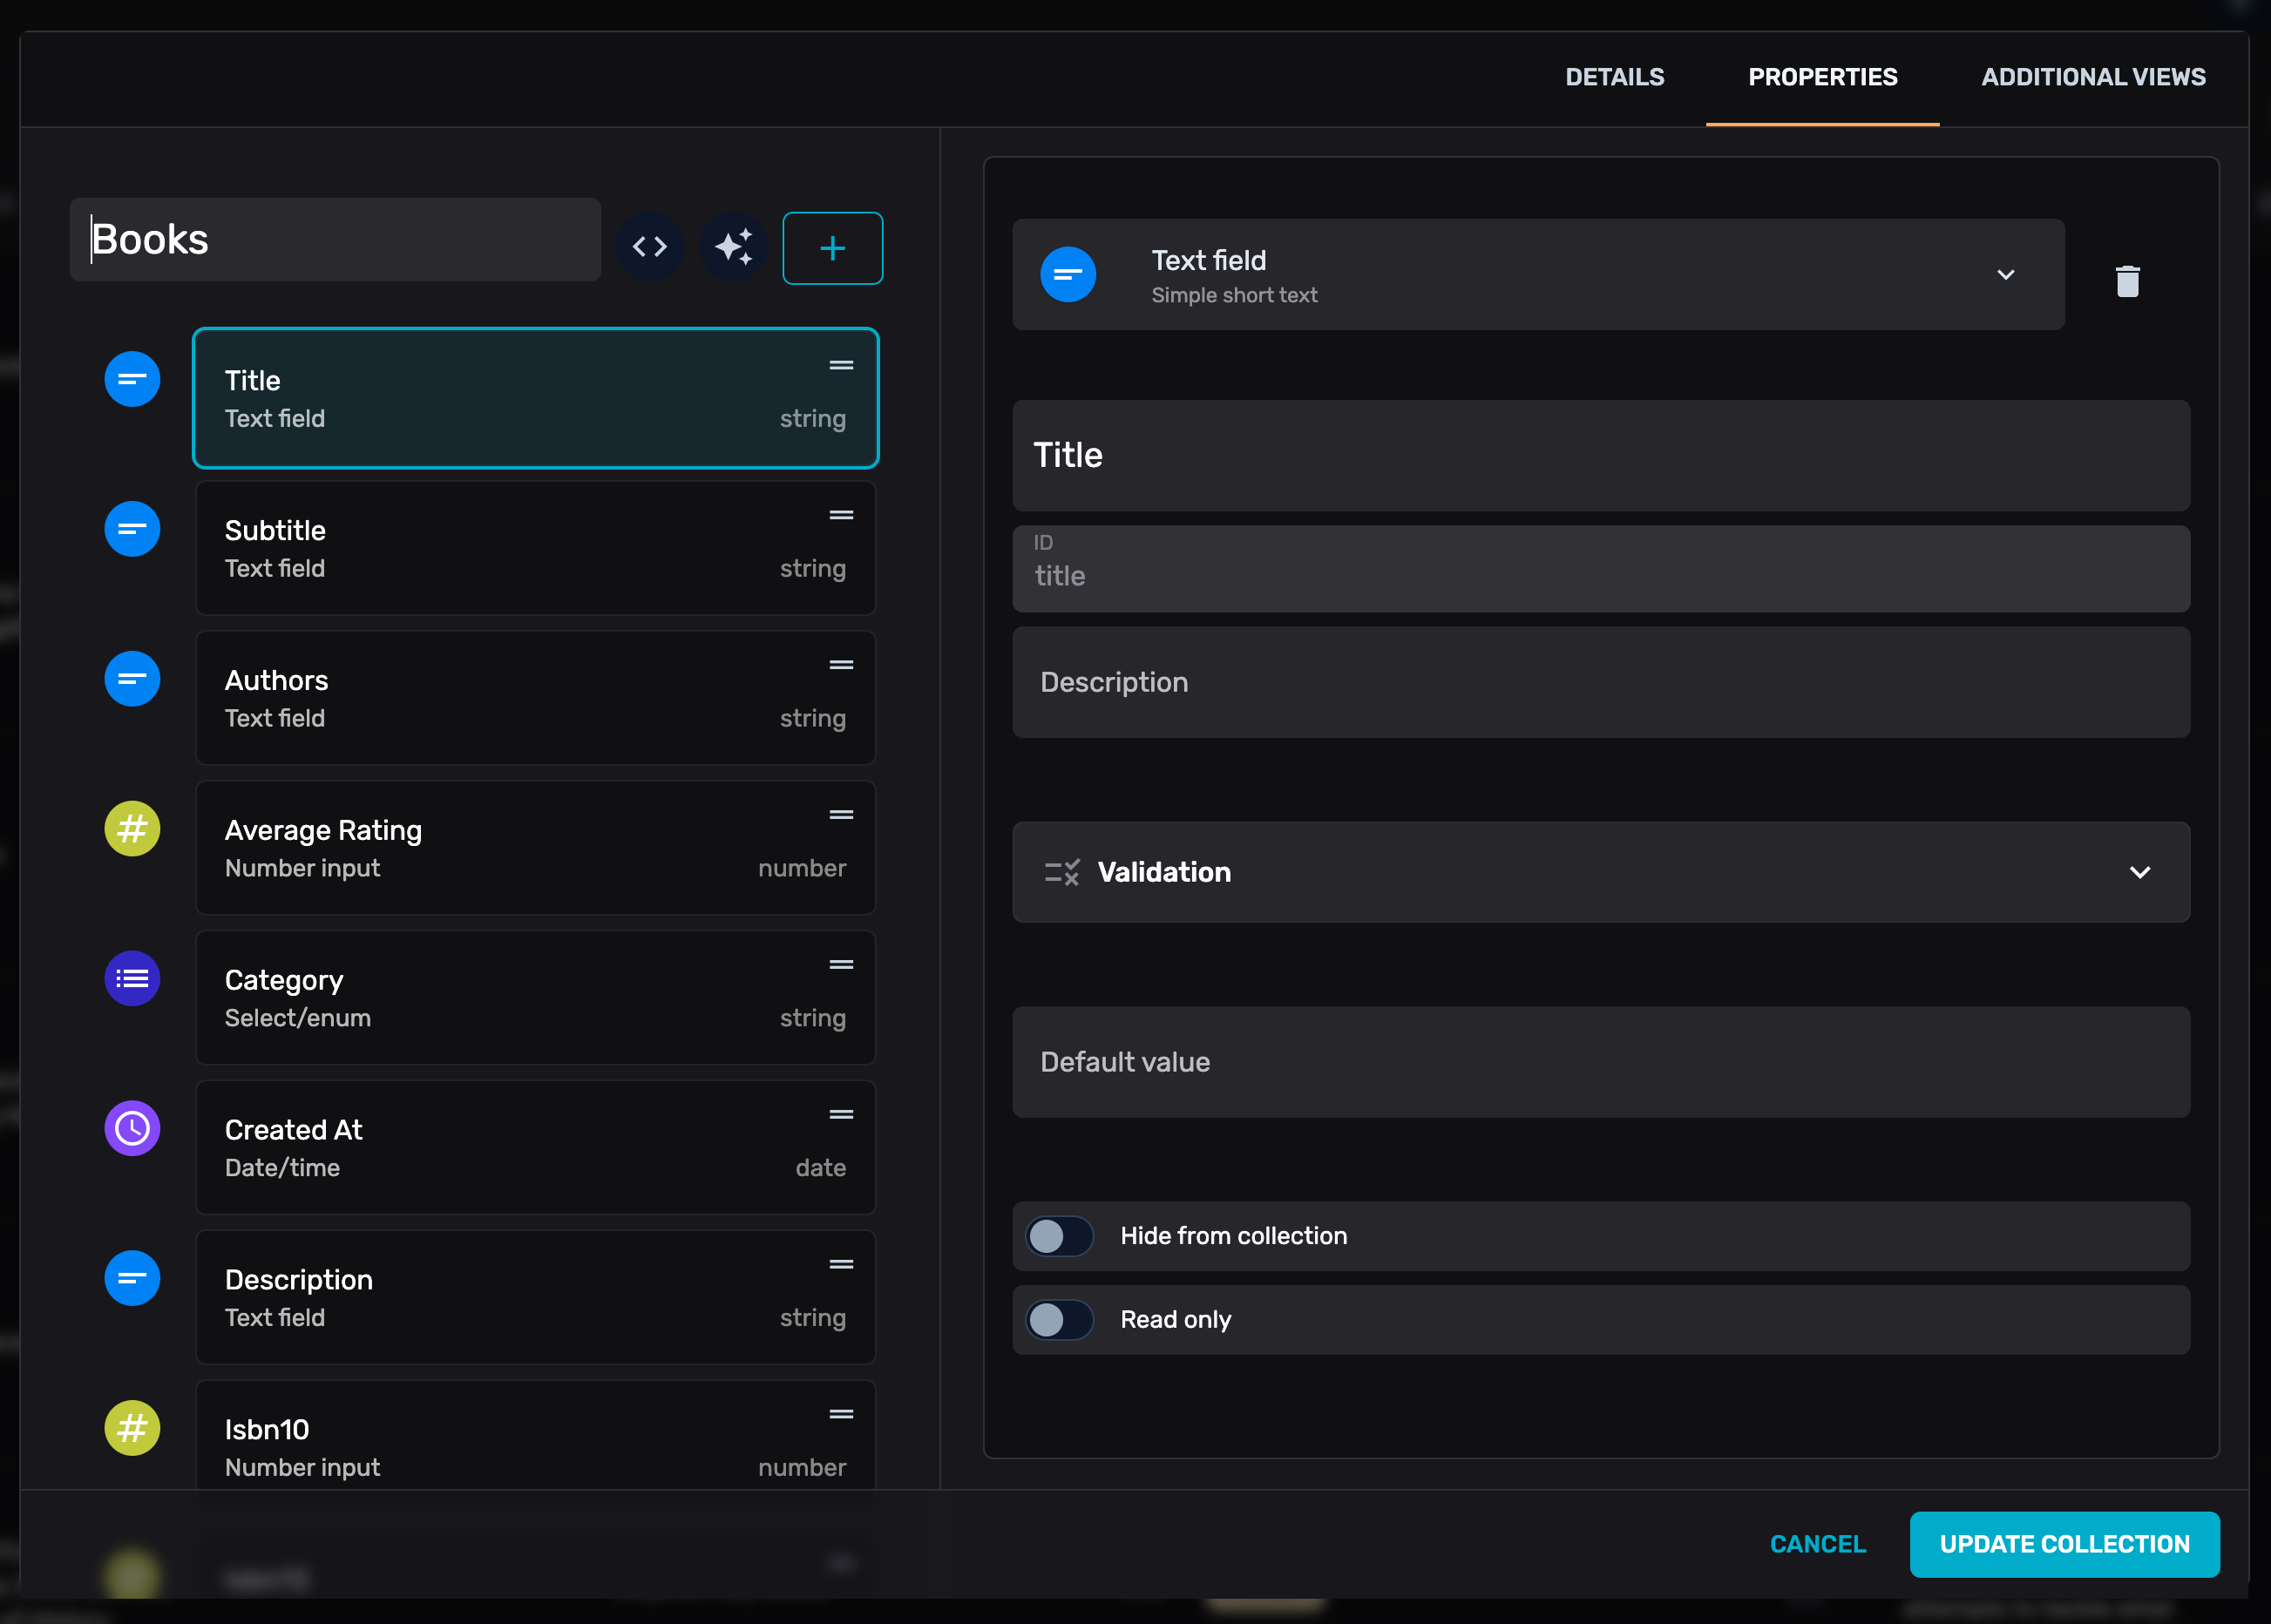 DETAILS
PROPERTIES
ADDITIONAL VIEWS
Books
Title
Text field
string
Subtitle
Text field
string
Authors
Text field
string
Average Rating
Number input
number
Category
Select/enum
string
Created At
Date/time
date
Description
Text field
string
Isbn10
Number input
number
Text field
Simple short text
Title
ID
title
Description
Validation
Default value
Hide from collection
Read only
CANCEL
UPDATE COLLECTION